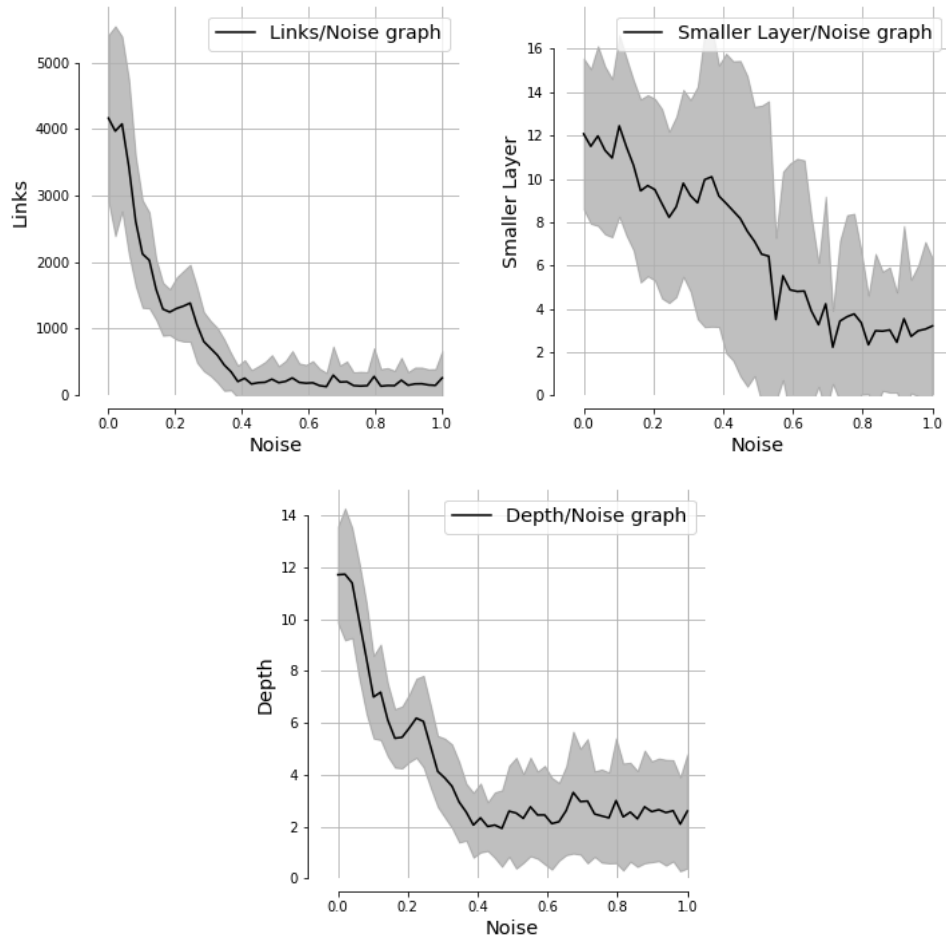 Links/Noise graph
5000
4000
3000
2000
1000
0
Links
0.0 0.2 0.4 0.6 0.8 1.0
Noise
Smaller Layer/Noise graph
16
14
12
10
8
6
4
2
0
Smaller Layer
0.0 0.2 0.4 0.6 0.8 1.0
Noise
Depth/Noise graph
14
12
10
8
6
4
2
0
Depth
0.0 0.2 0.4 0.6 0.8 1.0
Noise